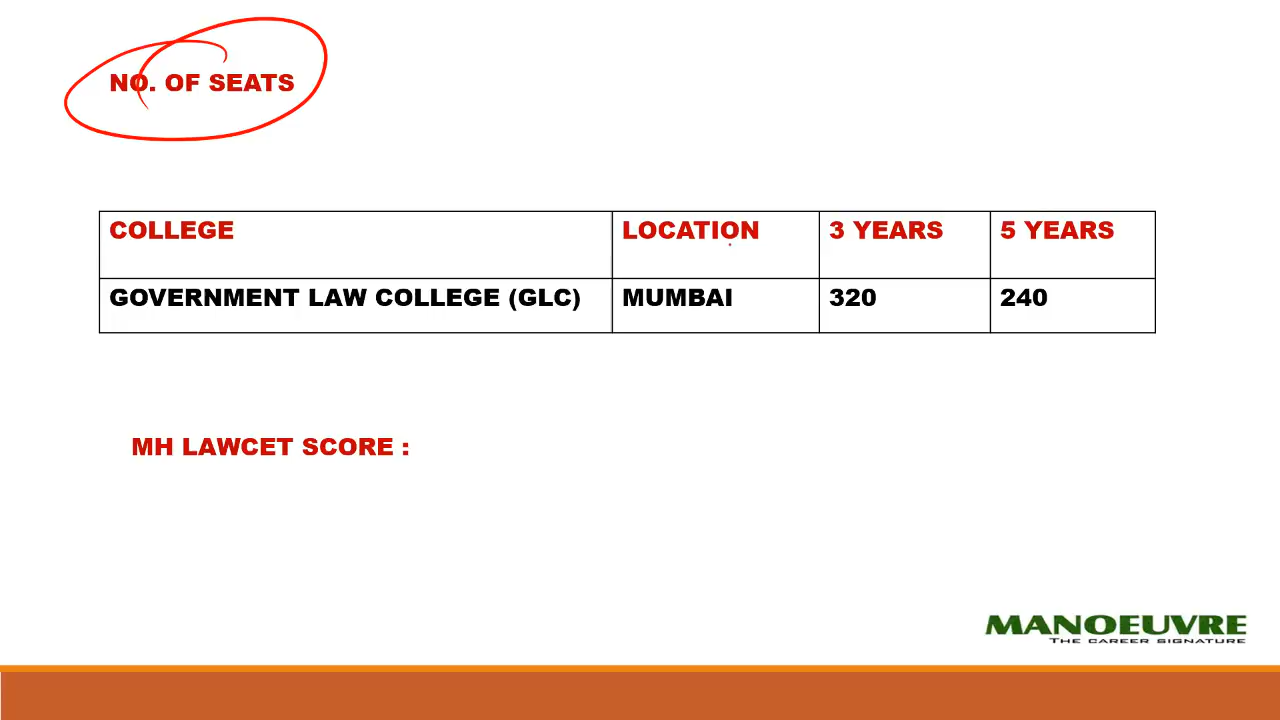 NO. OF SEATS
COLLEGE LOCATION 3 YEARS 5 YEARS
GOVERNMENT LAW COLLEGE (GLC) MUMBAI 320 240
MH LAWCET SCORE :
MANOEUVRE
THE CAREER SIGNATURE